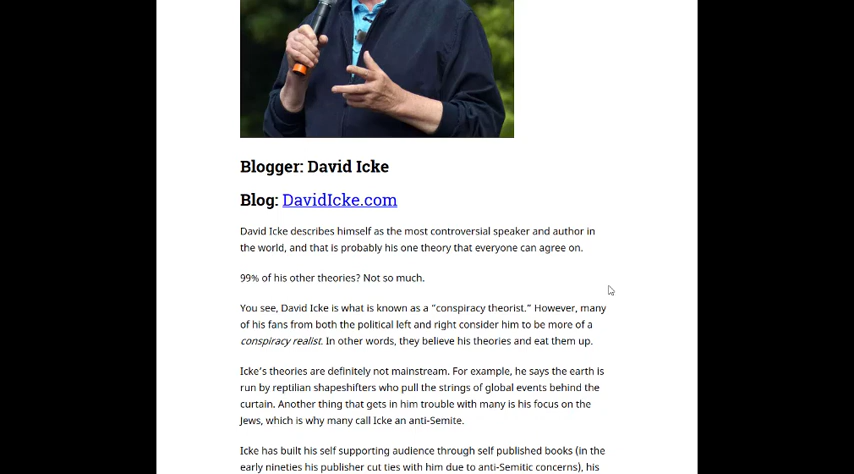 Blogger: David Icke
Blog: DavidIcke.com
David Icke describes himself as the most controversial speaker and author in
the world, and that is probably his one theory that everyone can agree on.
99% of his other theories? Not so much.
You see, David Icke is what is known as a “conspiracy theorist.” However, many
of his fans from both the political left and right consider him to be more of a
conspiracy realist. In other words, they believe his theories and eat them up.
Icke’s theories are definitely not mainstream. For example, he says the earth is
run by reptilian shapeshifters who pull the strings of global events behind the
curtain. Another thing that gets in him trouble with many is his focus on the
Jews, which is why many call Icke an anti-Semite.
Icke has built his self supporting audience through self published books (in the
early nineties his publisher cut ties with him due to anti-Semitic concerns), his